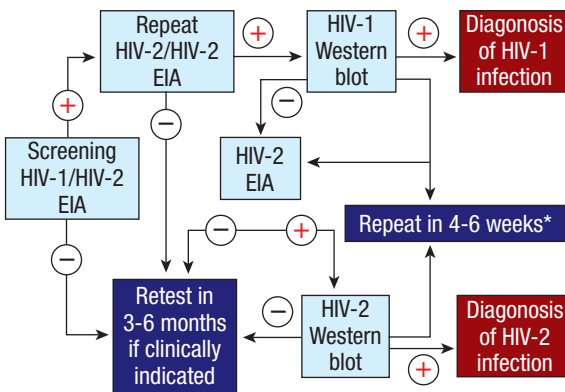 Repeat
HIV-2/HIV-2
EIA
+
HIV-1
Western
blot
+
Diagonosis
of HIV-1
infection
+
−
−
Screening
HIV-1/HIV-2
EIA
HIV-2
EIA
Repeat in 4-6 weeks*
−
−
+
Retest in
3-6 months
if clinically
indicated
−
HIV-2
Western
blot
+
Diagonosis
of HIV-2
infection